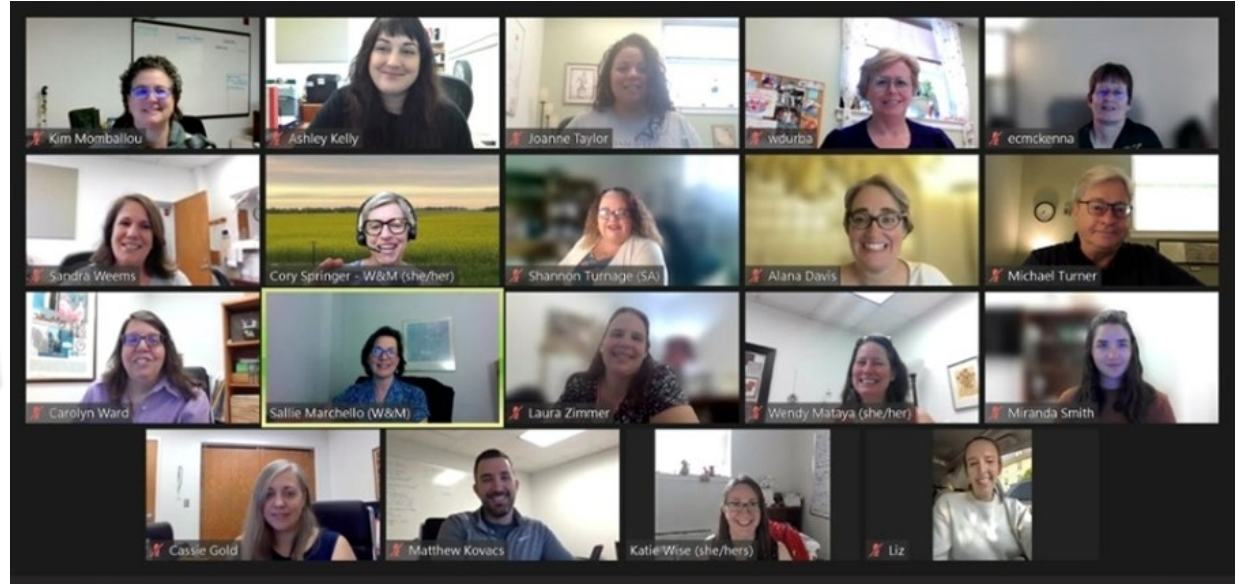 Kim Momballou
Ashley Kelly
Joanne Taylor
wdurba
ecmckenna
Sandra Weems
Cory Springer - W&M (she/her)
Shannon Turnage (SA)
Alana Davis
Michael Turner
Carolyn Ward
Sallie Marchello (W&M)
Laura Zimmer
Wendy Mataya (she/her)
Miranda Smith
Cassie Gold
Matthew Kovacs
Katie Wise (she/hers)
Liz